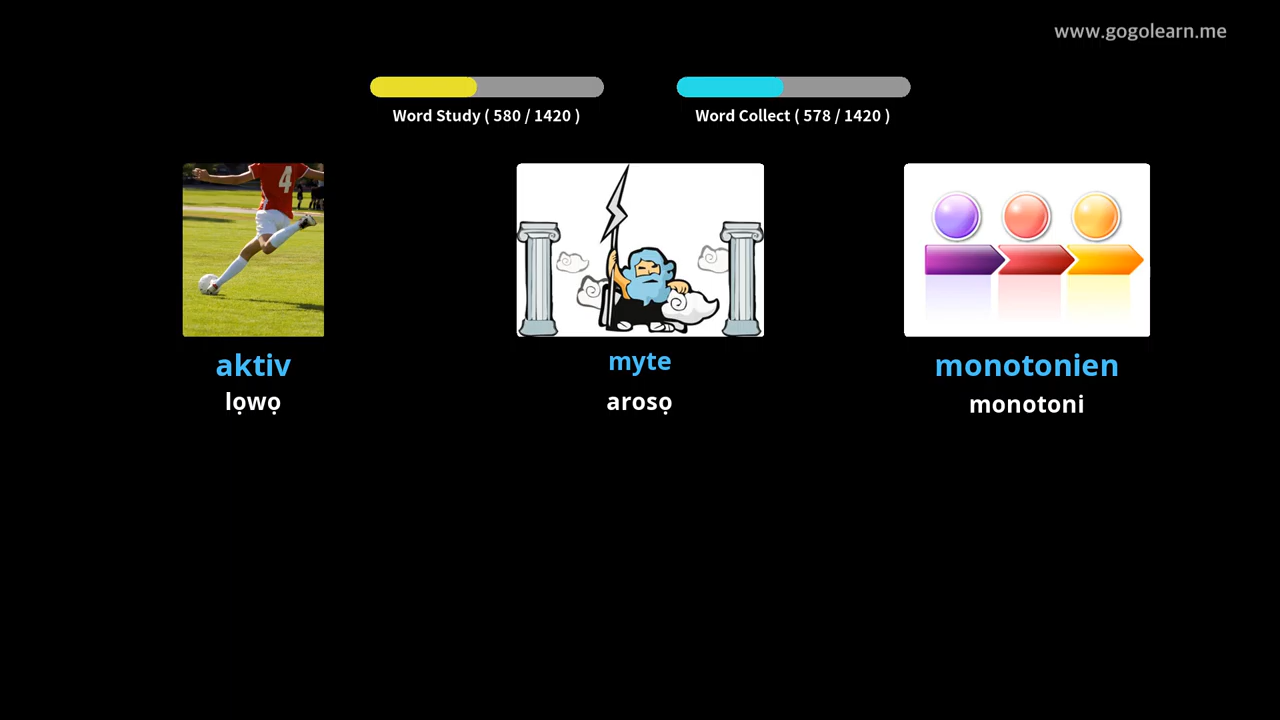 www.gogolearn.me
Word Study ( 580 / 1420 )
Word Collect ( 578 / 1420 )
4
aktiv
lọwọ
myte
arosọ
monotonien
monotoni